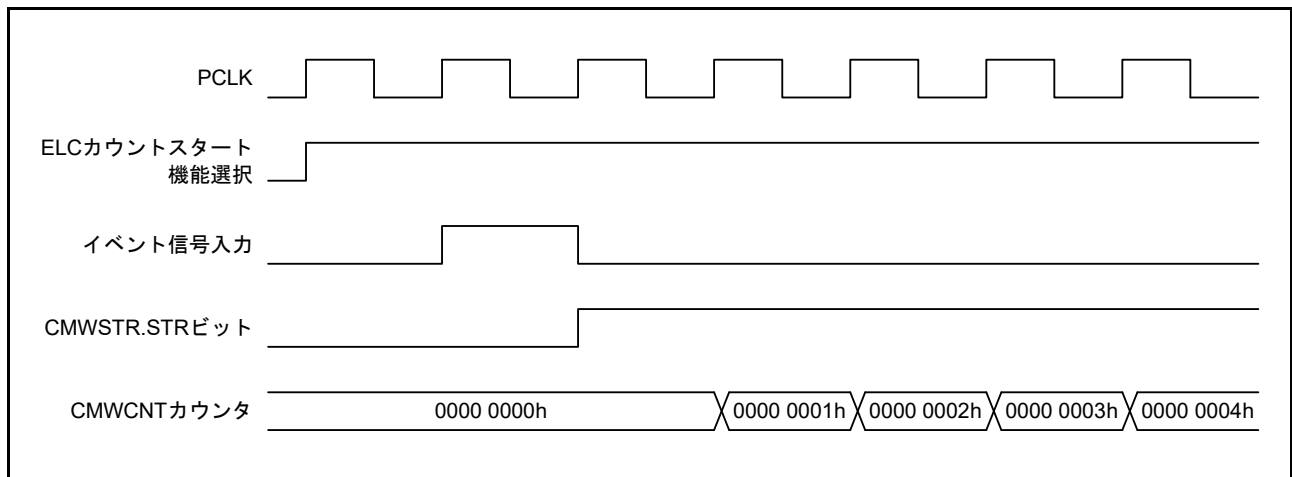 PCLK
ELCカウントスタート
機能選択
イベント信号入力
CMWSTR.STRビット
CMWCNTカウンタ
0000 0000h
0000 0001h
0000 0002h
0000 0003h
0000 0004h